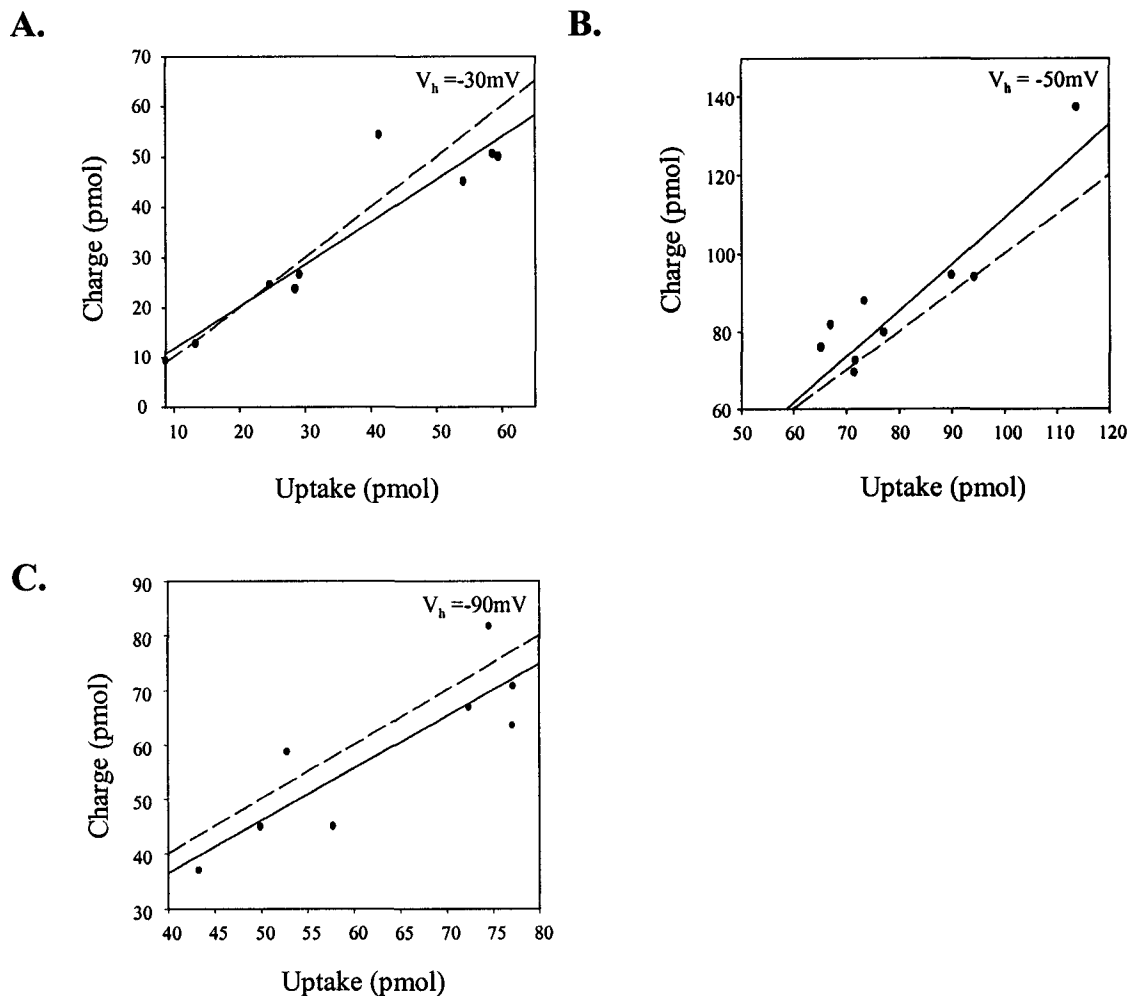 A.
V_h =-30mV
70
60
50
40
30
20
10
0
Charge (pmol)
10 20 30 40 50 60
Uptake (pmol)
B.
V_h =-50mV
140
120
100
80
60
Charge (pmol)
50 60 70 80 90 100 110 120
Uptake (pmol)
C.
V_h =-90mV
90
80
70
60
50
40
30
Charge (pmol)
40 45 50 55 60 65 70 75 80
Uptake (pmol)